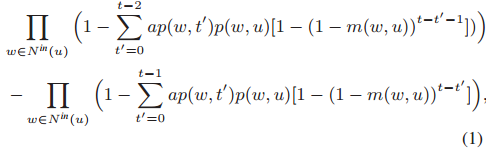 ∏_{w∈N^{in}(u)} (1 − ∑_{t'=0}^{t−2} ap(w, t')p(w, u)[1 − (1 − m(w, u))^{t−t'−1}])
− ∏_{w∈N^{in}(u)} (1 − ∑_{t'=0}^{t−1} ap(w, t')p(w, u)[1 − (1 − m(w, u))^{t−t'}]),
(1)